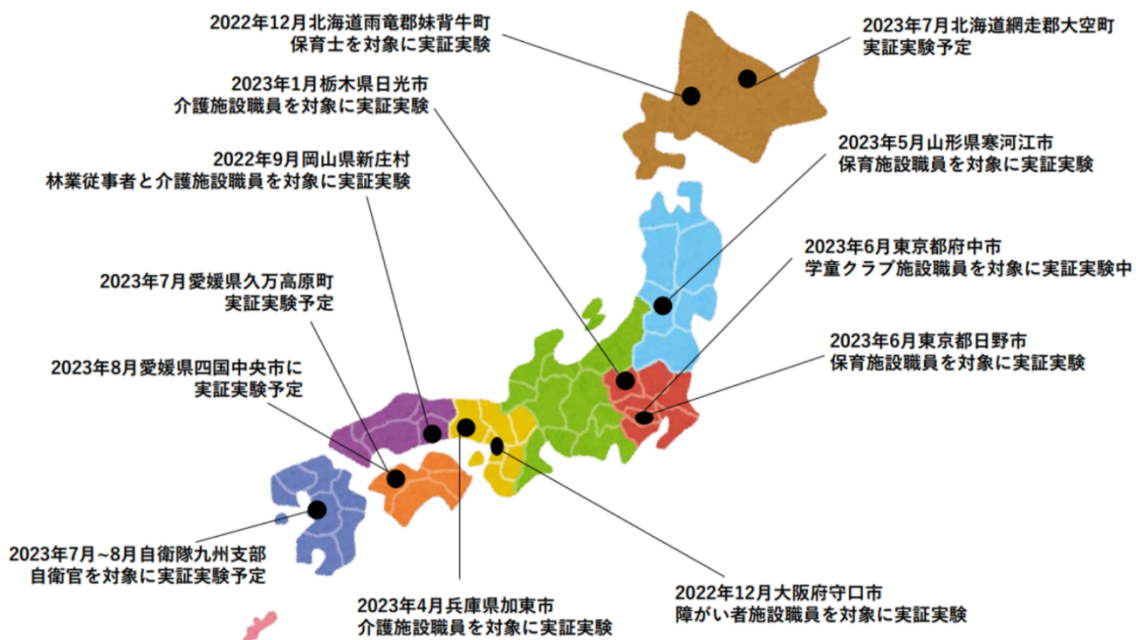 2022年12月北海道雨竜郡妹背牛町
保育士を対象に実証実験
2023年7月北海道網走郡大空町
実証実験予定
2023年1月栃木県日光市
介護施設職員を対象に実証実験
2023年5月山形県寒河江市
保育施設職員を対象に実証実験
2022年9月岡山県新庄村
林業従事者と介護施設職員を対象に実証実験
2023年6月東京都府中市
学童クラブ施設職員を対象に実証実験中
2023年7月愛媛県久万高原町
実証実験予定
2023年6月東京都日野市
保育施設職員を対象に実証実験
2023年8月愛媛県四国中央市に
実証実験予定
2023年7月~8月自衛隊九州支部
自衛官を対象に実証実験予定
2023年4月兵庫県加東市
介護施設職員を対象に実証実験
2022年12月大阪府守口市
障がい者施設職員を対象に実証実験